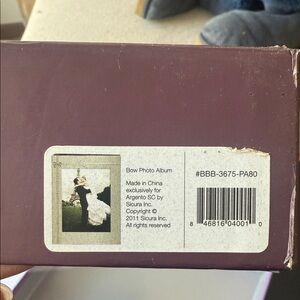 Bow Photo Album
#BBB-3675-PA80
Made in China
exclusively for
Argento SC by
Sicura Inc.
Copyright ©
2011 Sicura Inc.
All rights reserved
8 46816 04001 0